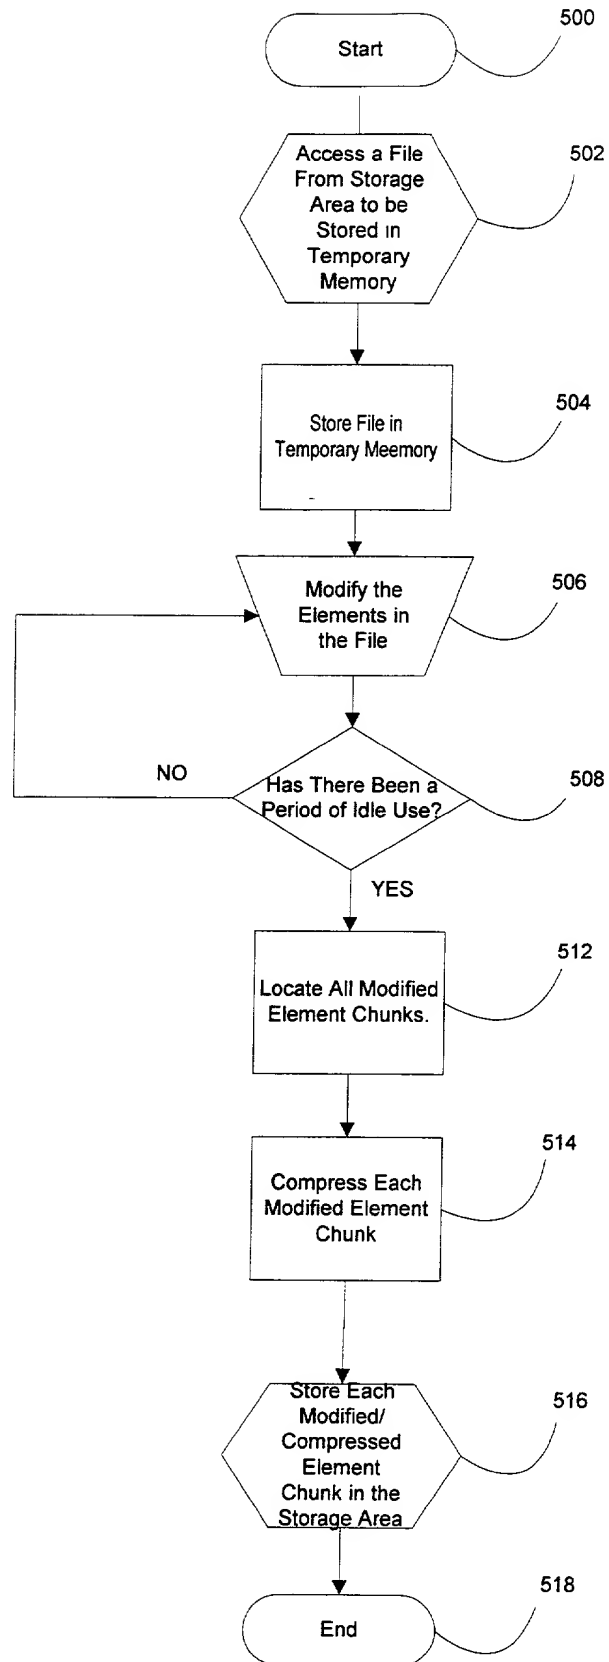 500
Start
502
Access a File
From Storage
Area to be
Stored in
Temporary
Memory
504
Store File in
Temporary Meemory
506
Modify the
Elements in
the File
NO
508
Has There Been a
Period of Idle Use?
YES
512
Locate All Modified
Element Chunks.
514
Compress Each
Modified Element
Chunk
516
Store Each
Modified/
Compressed
Element
Chunk in the
Storage Area
518
End